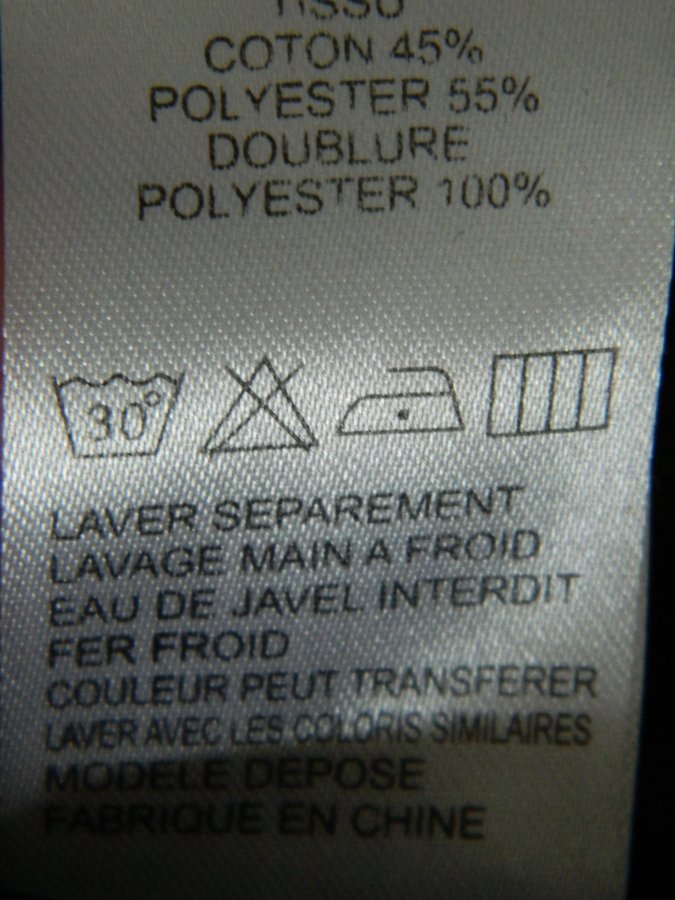 TISSU
COTON 45%
POLYESTER 55%
DOUBLURE
POLYESTER 100%
30°
LAVER SEPAREMENT
LAVAGE MAIN A FROID
EAU DE JAVEL INTERDIT
FER FROID
COULEUR PEUT TRANSFERER
LAVER AVEC LES COLORIS SIMILAIRES
MODELE DEPOSE
FABRIQUE EN CHINE